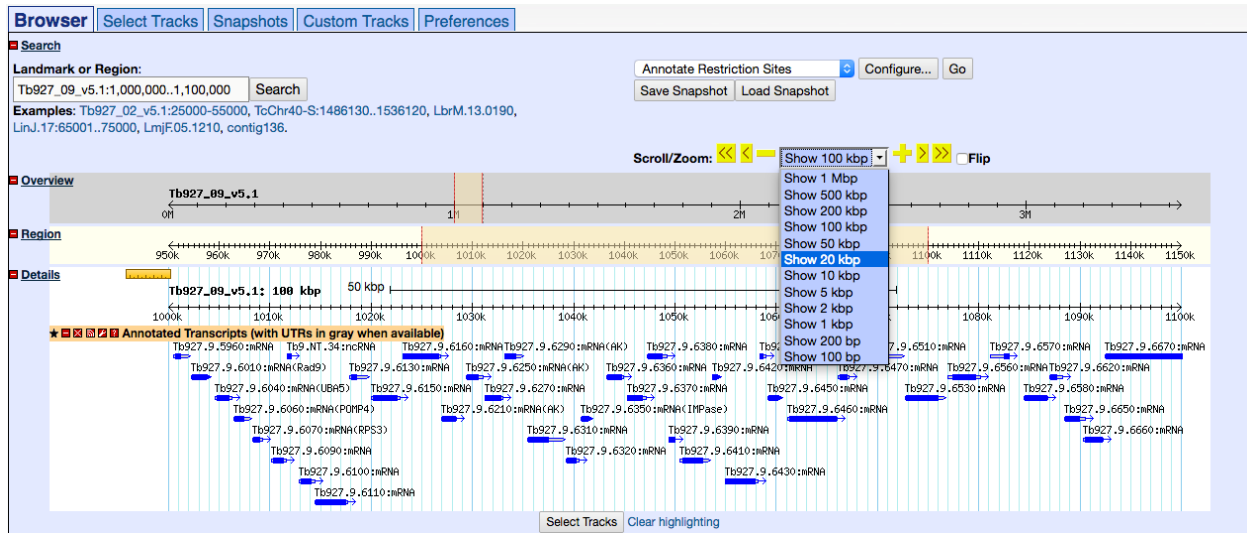 Browser Select Tracks Snapshots Custom Tracks Preferences
Search
Landmark or Region:
Annotate Restriction Sites Configure... Go
Tb927_09_v5.1:1,000,000..1,100,000 Search
Save Snapshot Load Snapshot
Examples: Tb927_02_v5.1:25000-55000, TcChr40-S:1486130..1536120, LbrM.13.0190,
LinJ.17:65001..75000, LmjF.05.1210, contig136.
Scroll/Zoom: << < Show 100 kbp > >> Flip
Show 1 Mbp
Show 500 kbp
Show 200 kbp
Show 100 kbp
Show 50 kbp
Show 20 kbp
Show 10 kbp
Show 5 kbp
Show 2 kbp
Show 1 kbp
Show 200 bp
Show 100 bp
Overview
Tb927_09_v5.1
0M 1M 2M 3M
Region
950k 960k 970k 980k 990k 1000k 1010k 1020k 1030k 1040k 1050k 1060k 1100k 1110k 1120k 1130k 1140k 1150k
Details
Tb927_09_v5.1: 100 kbp 50 kbp
1000k 1010k 1020k 1030k 1040k 1050k 1080k 1090k 1100k
Annotated Transcripts (with UTRs in gray when available)
Tb927.9.5960:mRNA Tb9.NT.34:ncRNA Tb927.9.6160:mRNA Tb927.9.6290:mRNA(AK) Tb927.9.6380:mRNA .9.6510:mRNA Tb927.9.6570:mRNA Tb927.9.6670:mRNA
Tb927.9.6010:mRNA(Rad9) Tb927.9.6130:mRNA Tb927.9.6250:mRNA(AK) Tb927.9.6360:mRNA Tb927.9.6420:mRNA Tb927.9.6470:mRNA Tb927.9.6560:mRNA Tb927.9.6620:mRNA
Tb927.9.6040:mRNA(UBA5) Tb927.9.6150:mRNA Tb927.9.6270:mRNA Tb927.9.6370:mRNA Tb927.9.6450:mRNA Tb927.9.6530:mRNA Tb927.9.6580:mRNA
Tb927.9.6060:mRNA(POMP4) Tb927.9.6210:mRNA(AK) Tb927.9.6350:mRNA(IMPase) Tb927.9.6460:mRNA Tb927.9.6650:mRNA
Tb927.9.6070:mRNA(RPS3) Tb927.9.6310:mRNA Tb927.9.6390:mRNA Tb927.9.6660:mRNA
Tb927.9.6090:mRNA Tb927.9.6320:mRNA Tb927.9.6410:mRNA
Tb927.9.6100:mRNA Tb927.9.6430:mRNA
Tb927.9.6110:mRNA
Select Tracks Clear highlighting